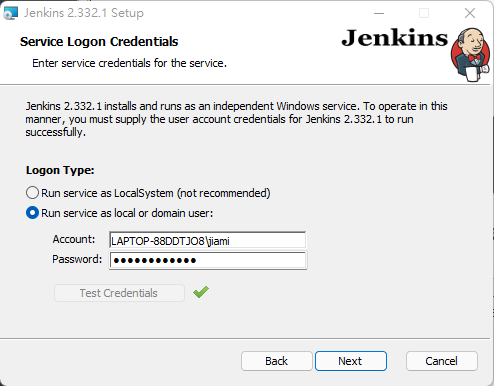 Jenkins 2.332.1 Setup
Service Logon Credentials
Enter service credentials for the service.
Jenkins
Jenkins 2.332.1 installs and runs as an independent Windows service. To operate in this
manner, you must supply the user account credentials for Jenkins 2.332.1 to run
successfully.
Logon Type:
Run service as LocalSystem (not recommended)
Run service as local or domain user:
Account: LAPTOP-88DDTJO8\jiami
Password: ●●●●●●●●●●●●
Test Credentials
Back Next Cancel